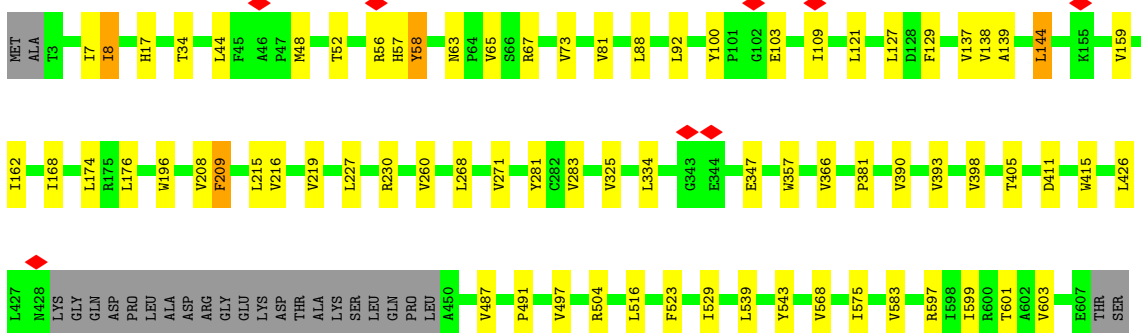 MET ALA T3 I7 I8 H17 T34 L44 F45 A46 P47 M48 T52 R56 H57 Y58 N63 P64 V65 S66 R67 V73 V81 L88 L92 Y100 P101 G102 E103 I109 L121 L127 D128 F129 V137 V138 A139 L144 K155 V159
I162 I168 L174 R175 L176 W196 V208 F209 L215 V216 V219 L227 R230 V260 L268 V271 Y281 C282 V283 V325 L334 G343 E344 E347 W357 V366 P381 V390 V393 V398 T405 D411 W415 L426
L427 N428 LYS GLY GLN ASP PRO LEU ALA ASP ARG GLY GLU LYS ASP THR ALA LYS SER LEU GLN PRO LEU A450 V487 P491 V497 R504 L516 F523 I529 L539 Y543 V568 I575 V583 R597 I598 I599 R600 T601 A602 V603 E607 THR SER